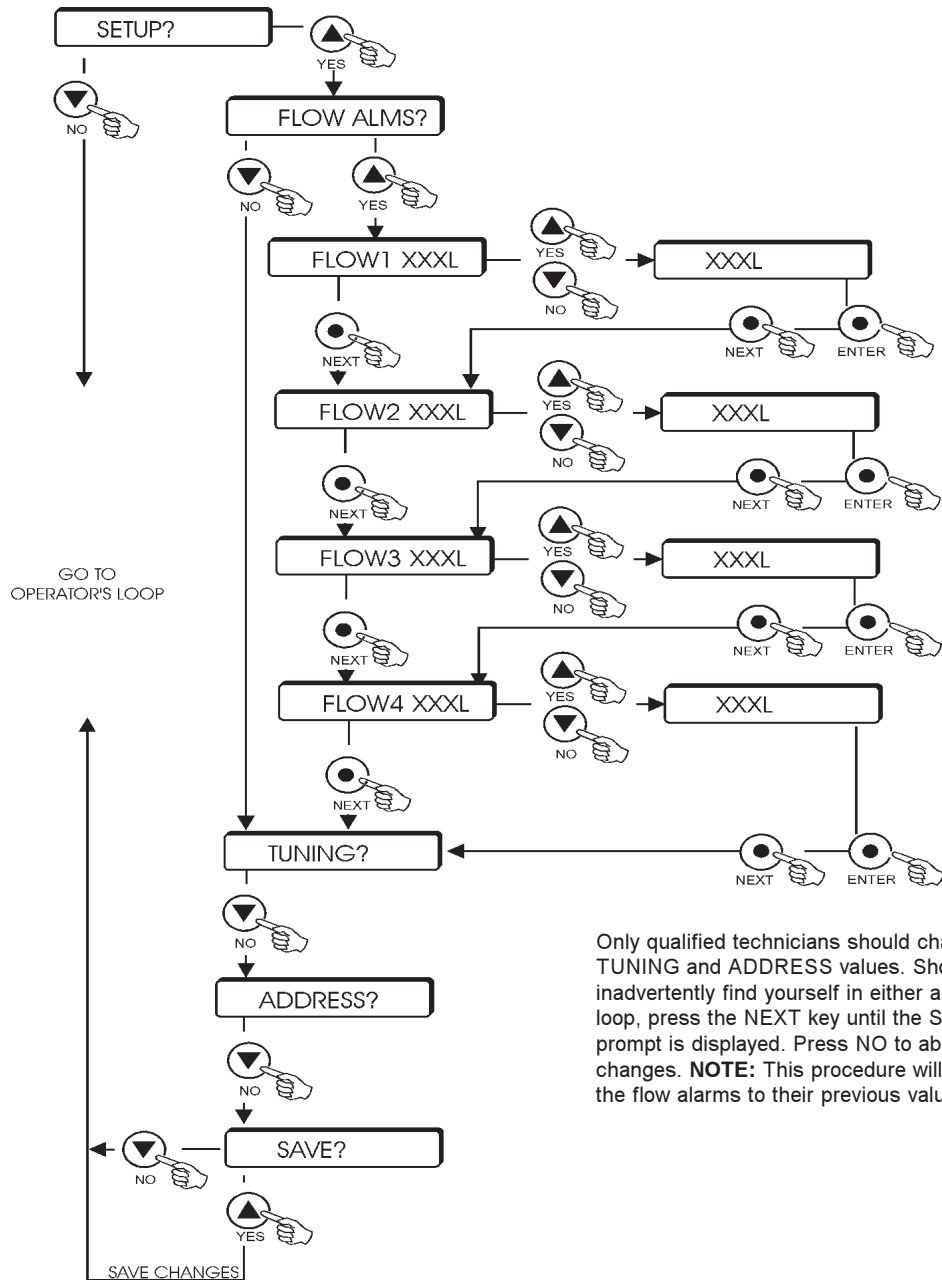 SETUP?
YES
NO
FLOW ALMS?
NO
YES
FLOW1 XXXL
YES
NO
XXXL
NEXT
NEXT
ENTER
FLOW2 XXXL
YES
NO
XXXL
NEXT
NEXT
ENTER
FLOW3 XXXL
YES
NO
XXXL
GO TO
OPERATOR'S LOOP
NEXT
NEXT
ENTER
FLOW4 XXXL
YES
NO
XXXL
NEXT
TUNING?
NEXT
ENTER
NO
Only qualified technicians should cha
TUNING and ADDRESS values. Sho
inadvertently find yourself in either a
loop, press the NEXT key until the S
prompt is displayed. Press NO to ab
changes. NOTE: This procedure will
the flow alarms to their previous valu
ADDRESS?
NO
SAVE?
NO
YES
SAVE CHANGES